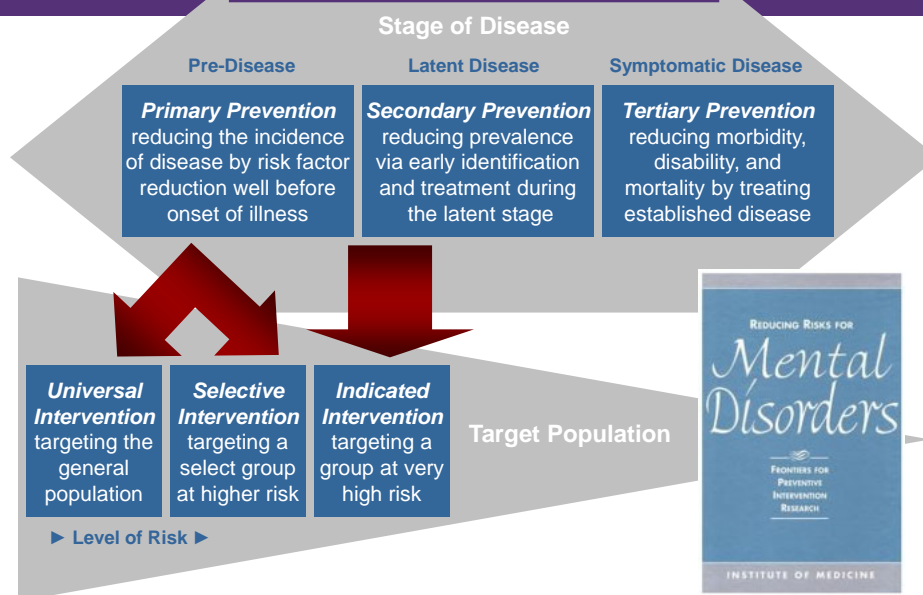 Stage of Disease
Pre-Disease
Latent Disease
Symptomatic Disease
Primary Prevention
reducing the incidence
of disease by risk factor
reduction well before
onset of illness
Secondary Prevention
reducing prevalence
via early identification
and treatment during
the latent stage
Tertiary Prevention
reducing morbidity,
disability, and
mortality by treating
established disease
Universal
Intervention
targeting the
general
population
Selective
Intervention
targeting a
select group
at higher risk
Indicated
Intervention
targeting a
group at very
high risk
Target Population
► Level of Risk ►
REDUCING RISKS FOR
Mental
Disorders
FRONTIERS FOR
PREVENTIVE
INTERVENTION
RESEARCH
INSTITUTE OF MEDICINE